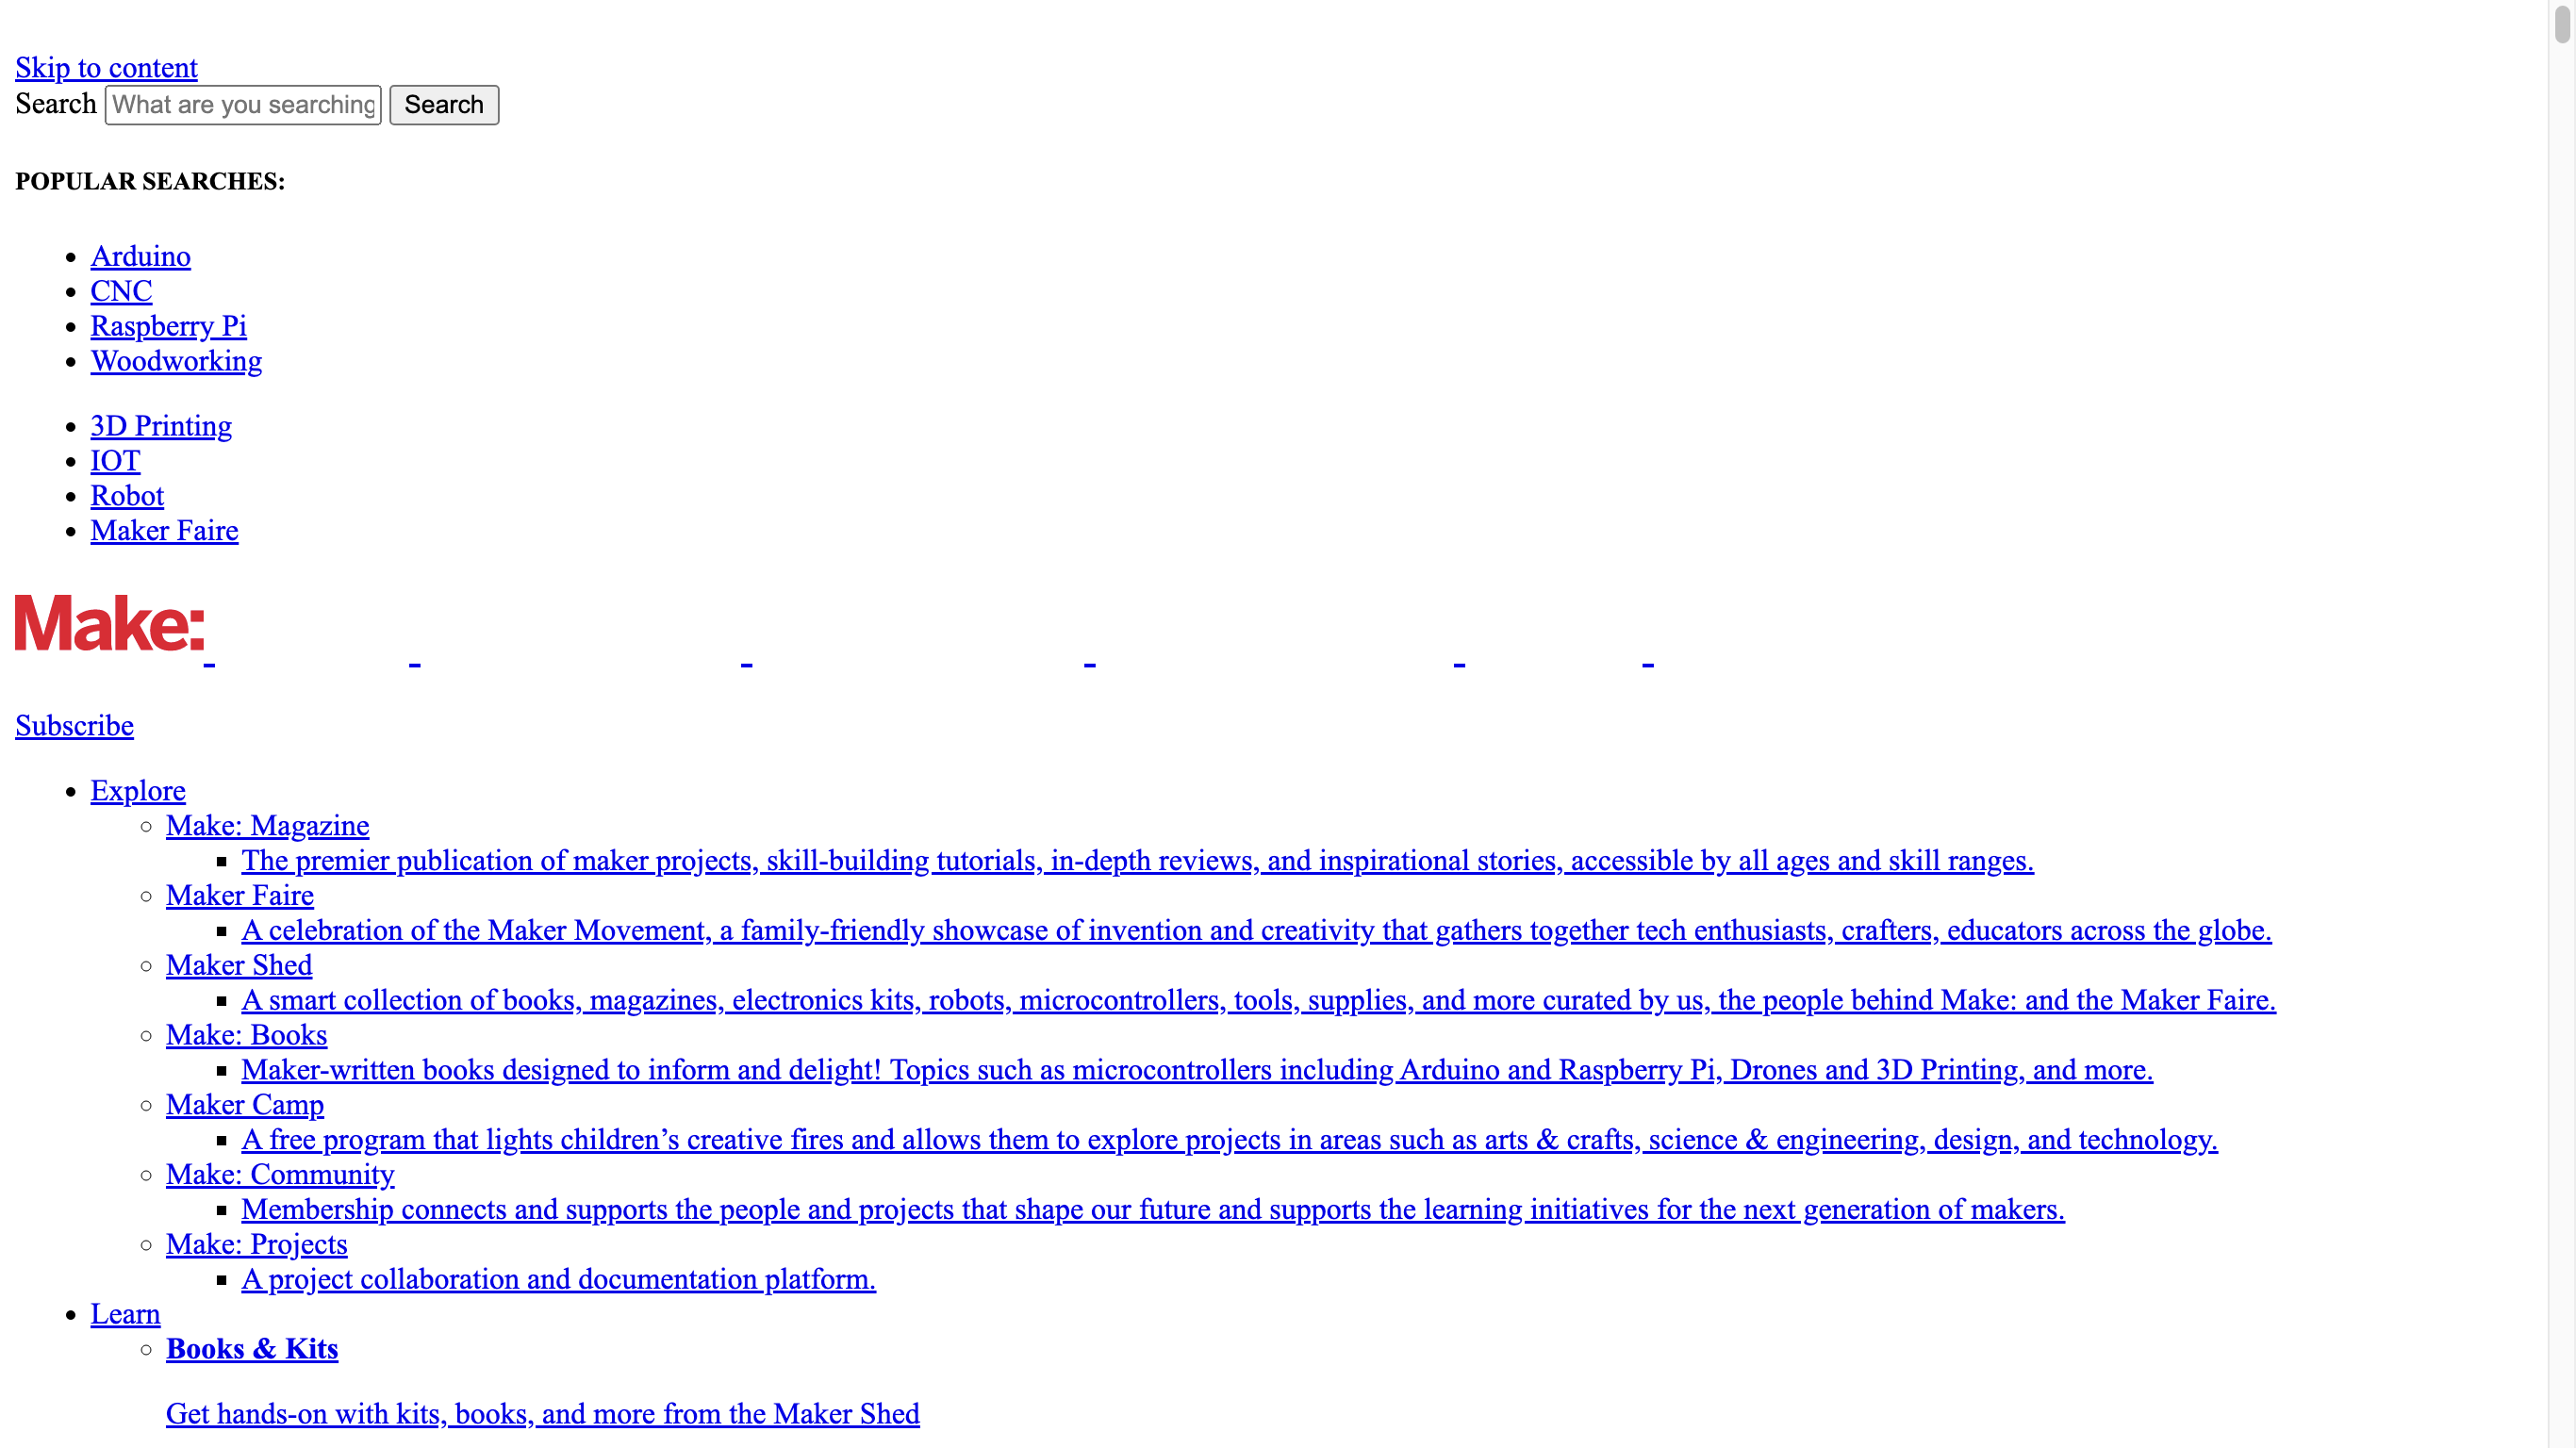 Skip to content
Search What are you searching Search
POPULAR SEARCHES:
Arduino
CNC
Raspberry Pi
Woodworking
3D Printing
IOT
Robot
Maker Faire
Make:
Subscribe
Explore
Make: Magazine
The premier publication of maker projects, skill-building tutorials, in-depth reviews, and inspirational stories, accessible by all ages and skill ranges.
Maker Faire
A celebration of the Maker Movement, a family-friendly showcase of invention and creativity that gathers together tech enthusiasts, crafters, educators across the globe.
Maker Shed
A smart collection of books, magazines, electronics kits, robots, microcontrollers, tools, supplies, and more curated by us, the people behind Make: and the Maker Faire.
Make: Books
Maker-written books designed to inform and delight! Topics such as microcontrollers including Arduino and Raspberry Pi, Drones and 3D Printing, and more.
Maker Camp
A free program that lights children’s creative fires and allows them to explore projects in areas such as arts & crafts, science & engineering, design, and technology.
Make: Community
Membership connects and supports the people and projects that shape our future and supports the learning initiatives for the next generation of makers.
Make: Projects
A project collaboration and documentation platform.
Learn
Books & Kits
Get hands-on with kits, books, and more from the Maker Shed